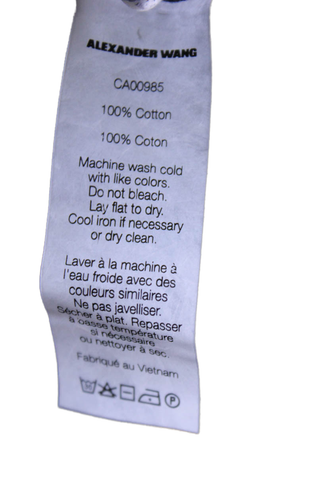 ALEXANDER WANG
CA00985
100% Cotton
100% Coton
Machine wash cold
with like colors.
Do not bleach.
Lay flat to dry.
Cool iron if necessary
or dry clean.
Laver à la machine à
l'eau froide avec des
couleurs similaires
Ne pas javelliser.
Sécher à plat. Repasser
à basse température
si nécessaire
ou nettoyer à sec.
Fabriqué au Vietnam
P